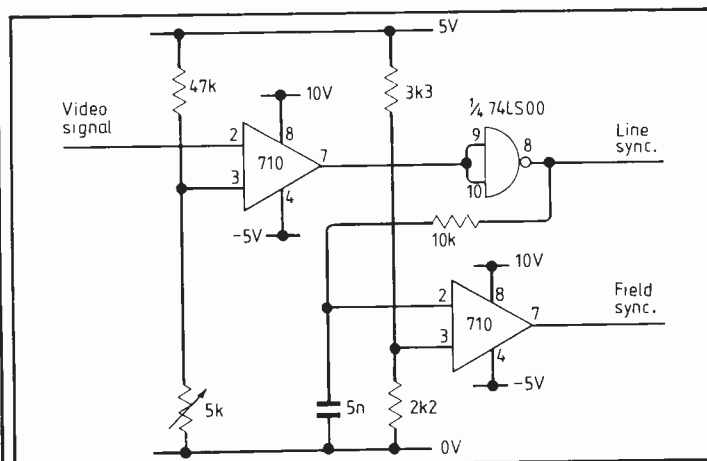 5V
47k
3k3
10V
¼ 74LS00
Video
signal
Line
sync.
2
8
710
7
3
4
9
8
10
-5V
10k
10V
Field
sync.
2
8
710
7
3
4
-5V
5k
5n
2k2
0V